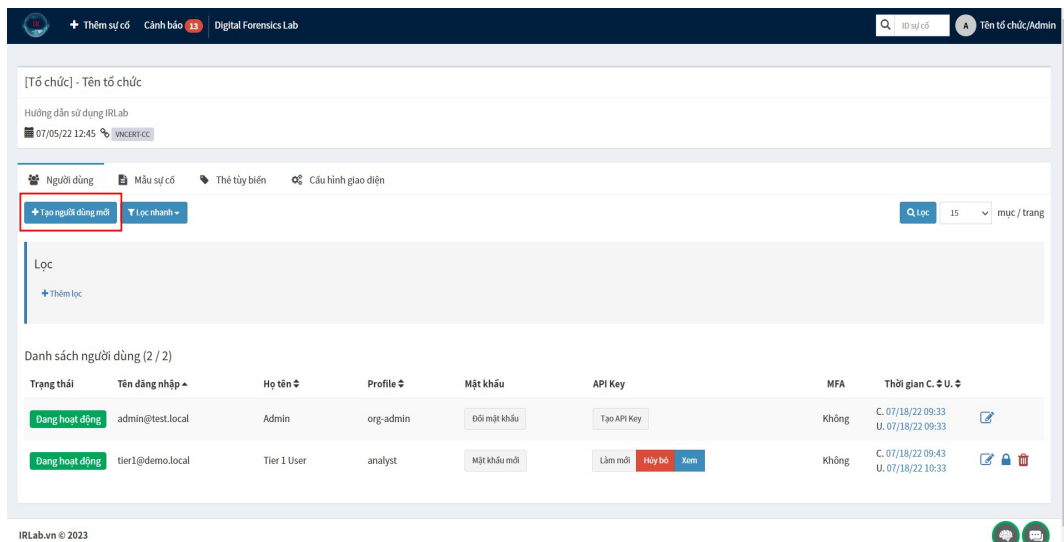 IR
Thêm sự cố Cảnh báo 13 Digital Forensics Lab ID sự cố A Tên tổ chức/Admin
[Tổ chức] - Tên tổ chức
Hướng dẫn sử dụng IRLab
07/05/22 12:45 VNCERT-CC
Người dùng Mẫu sự cố Thẻ tùy biến Cấu hình giao diện
Tạo người dùng mới Lọc nhanh Lọc 15 mục / trang
Lọc
Thêm lọc
Danh sách người dùng (2 / 2)
Trạng thái Tên đăng nhập Họ tên Profile Mật khẩu API Key MFA Thời gian C. U.
Đang hoạt động admin@test.local Admin org-admin Đổi mật khẩu Tạo API Key Không C. 07/18/22 09:33
U. 07/18/22 09:33
Đang hoạt động tier1@demo.local Tier 1 User analyst Mật khẩu mới Làm mới Hủy bỏ Xem Không C. 07/18/22 09:43
U. 07/18/22 10:33
IRLab.vn © 2023